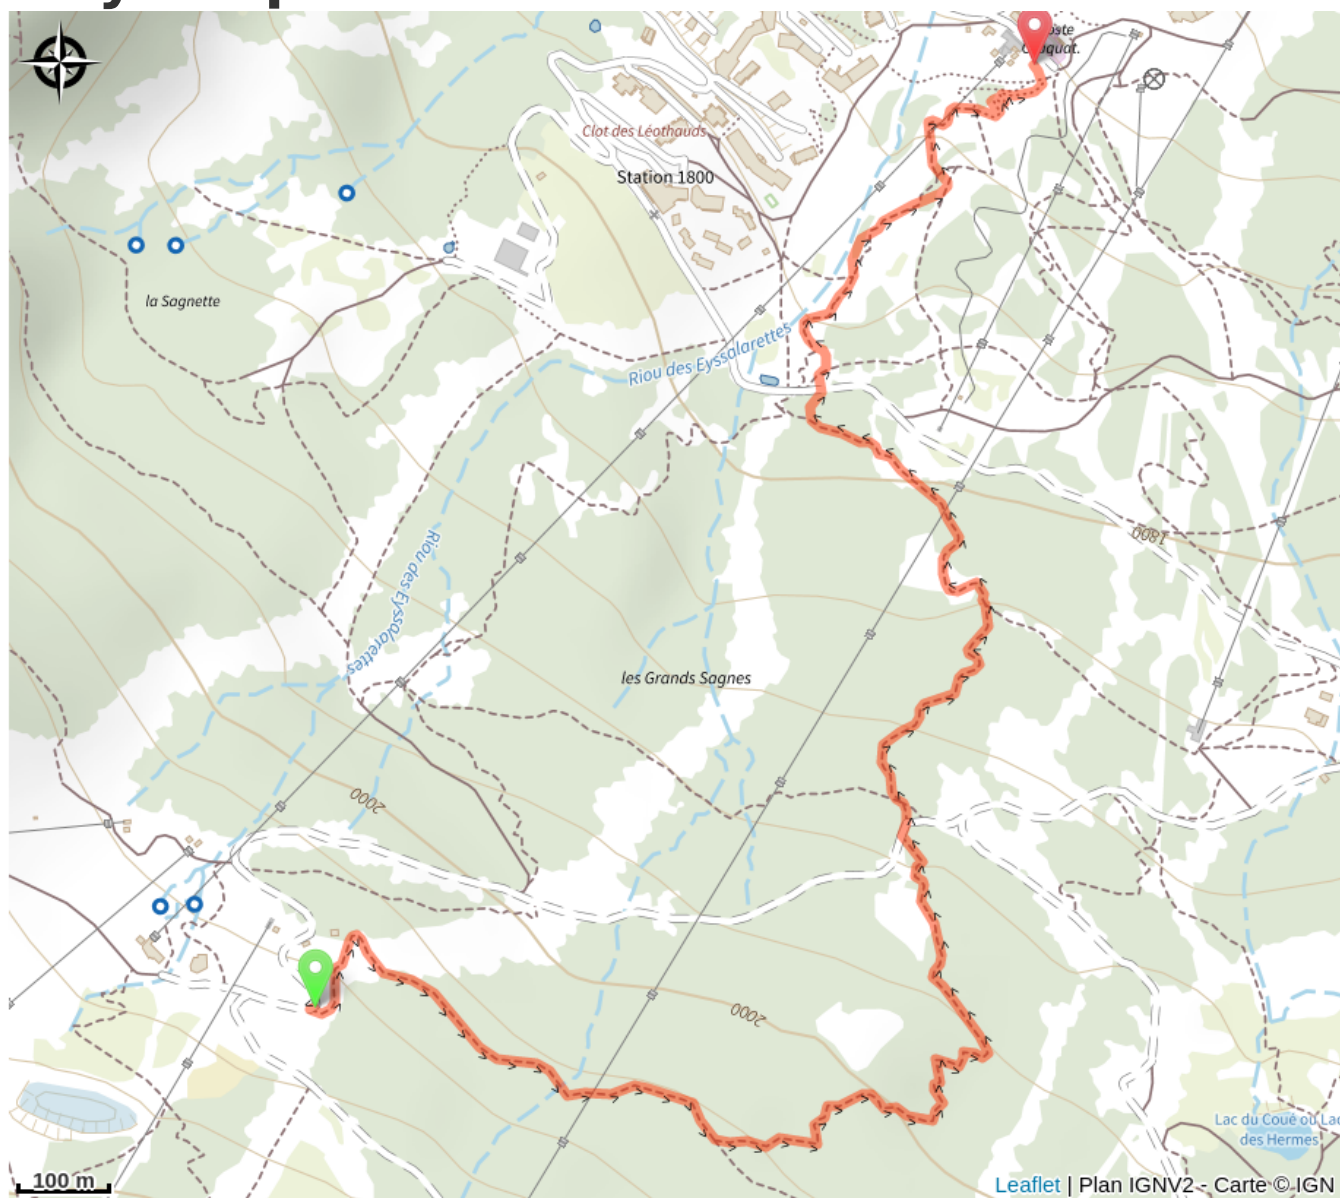 Clot des Léothauds
Station 1800
la Sagnette
Riou des Eyssalarettes
1800
Riou des Eyssalarettes
les Grands Sagnes
2000
2000
Lac du Coué ou Lac
des Hermes
100 m
Leaflet | Plan IGNV2 - Carte © IGN